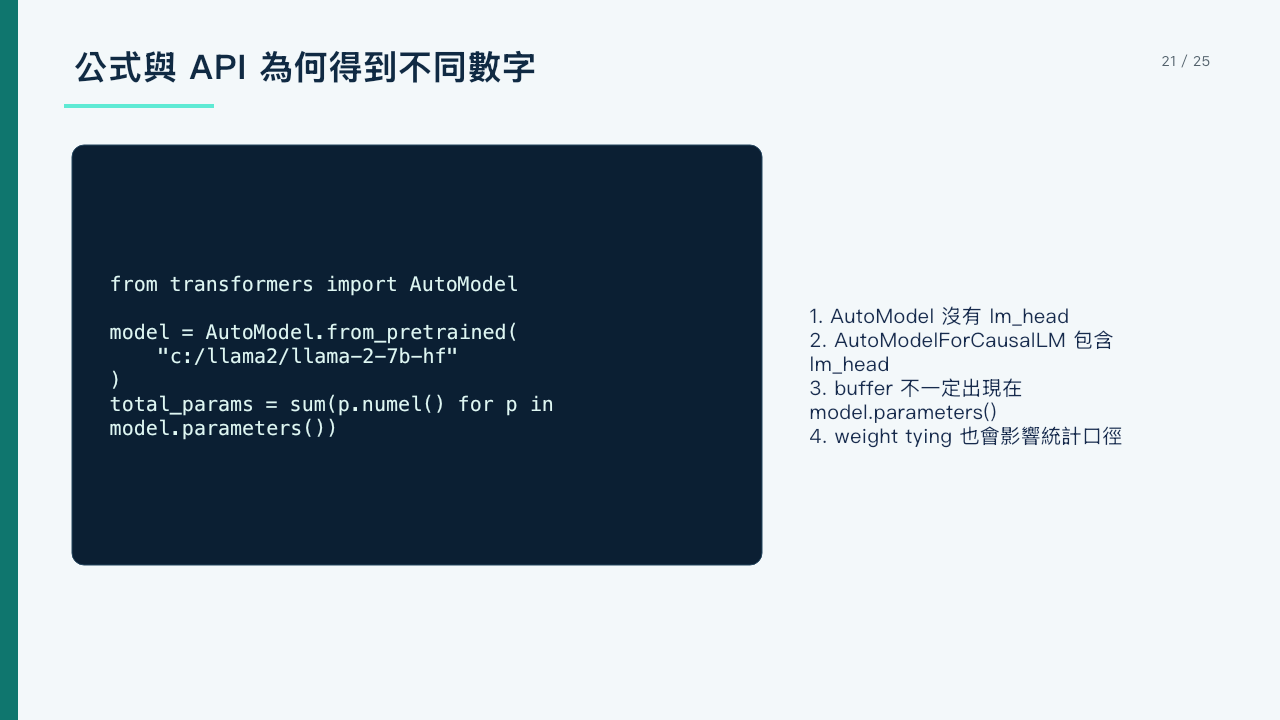 公式與 API 為何得到不同數字
21 / 25
from transformers import AutoModel
model = AutoModel.from_pretrained(
    "c:/llama2/llama-2-7b-hf"
)
total_params = sum(p.numel() for p in
model.parameters())
1. AutoModel 沒有 lm_head
2. AutoModelForCausalLM 包含
lm_head
3. buffer 不一定出現在
model.parameters()
4. weight tying 也會影響統計口徑